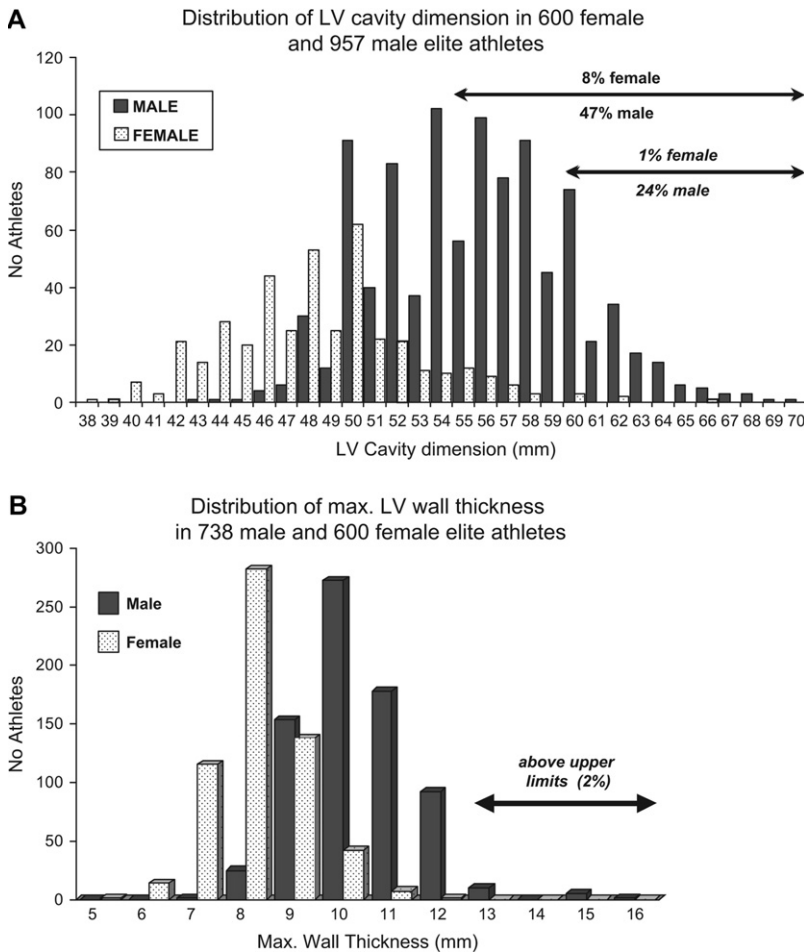 A
Distribution of LV cavity dimension in 600 female
and 957 male elite athletes
120
100
80
60
40
20
0
No Athletes
MALE
FEMALE
8% female
47% male
1% female
24% male
38 39 40 41 42 43 44 45 46 47 48 49 50 51 52 53 54 55 56 57 58 59 60 61 62 63 64 65 66 67 68 69 70
LV Cavity dimension (mm)
B
Distribution of max. LV wall thickness
in 738 male and 600 female elite athletes
300
250
200
150
100
50
0
No Athletes
Male
Female
above upper
limits (2%)
5 6 7 8 9 10 11 12 13 14 15 16
Max. Wall Thickness (mm)